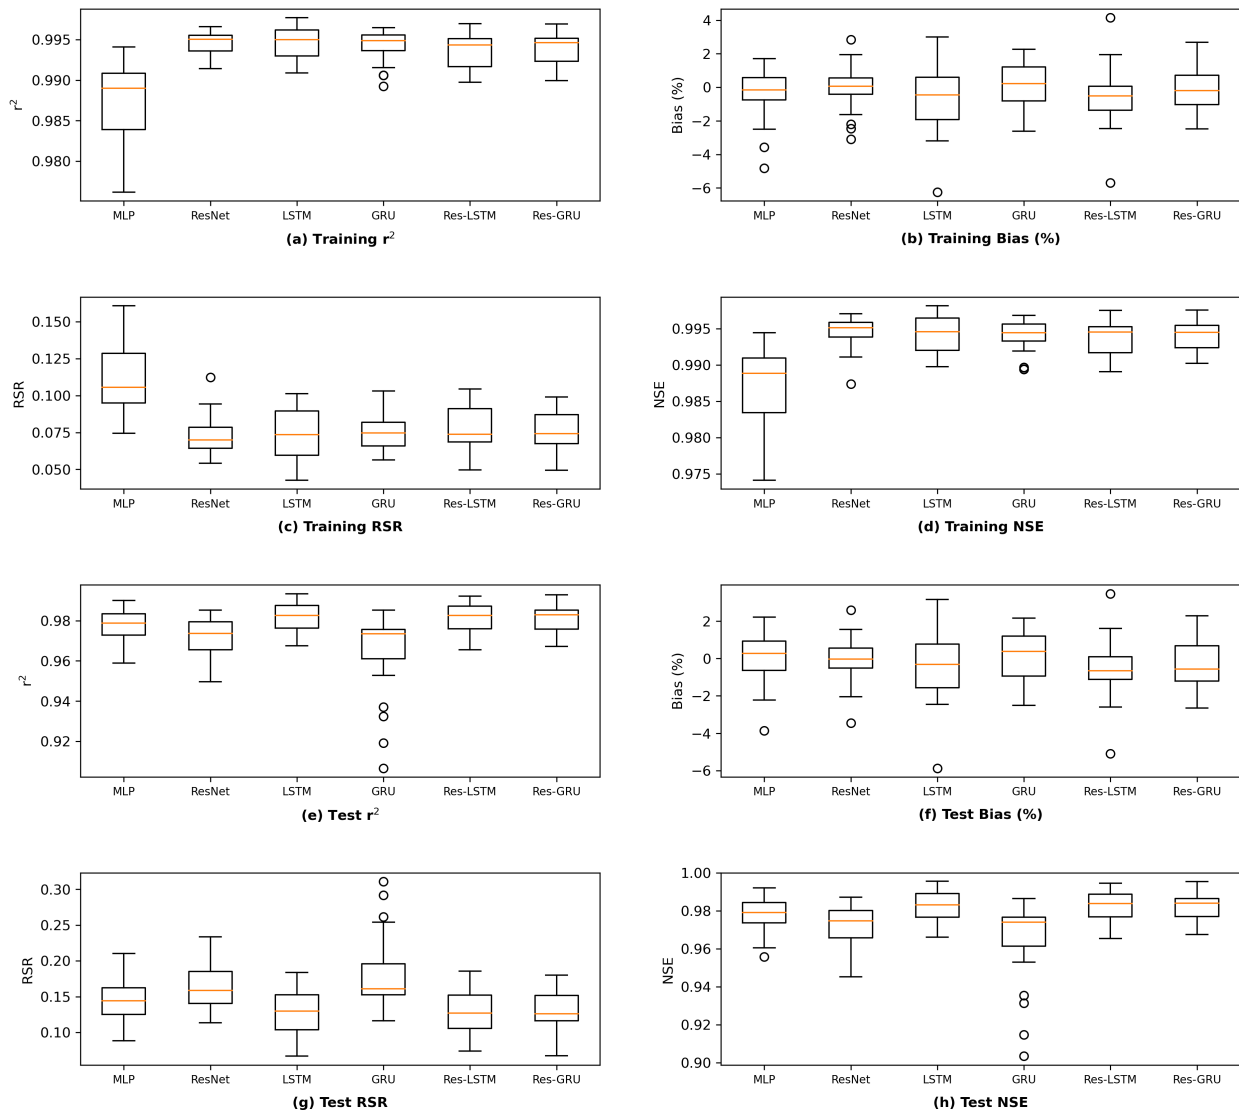 0.995
0.990
0.985
0.980
r²
MLP ResNet LSTM GRU Res-LSTM Res-GRU
(a) Training r²
4
2
0
−2
−4
−6
Bias (%)
MLP ResNet LSTM GRU Res-LSTM Res-GRU
(b) Training Bias (%)
0.150
0.125
0.100
0.075
0.050
RSR
MLP ResNet LSTM GRU Res-LSTM Res-GRU
(c) Training RSR
0.995
0.990
0.985
0.980
0.975
NSE
MLP ResNet LSTM GRU Res-LSTM Res-GRU
(d) Training NSE
0.98
0.96
0.94
0.92
r²
MLP ResNet LSTM GRU Res-LSTM Res-GRU
(e) Test r²
2
0
−2
−4
−6
Bias (%)
MLP ResNet LSTM GRU Res-LSTM Res-GRU
(f) Test Bias (%)
0.30
0.25
0.20
0.15
0.10
RSR
MLP ResNet LSTM GRU Res-LSTM Res-GRU
(g) Test RSR
1.00
0.98
0.96
0.94
0.92
0.90
NSE
MLP ResNet LSTM GRU Res-LSTM Res-GRU
(h) Test NSE